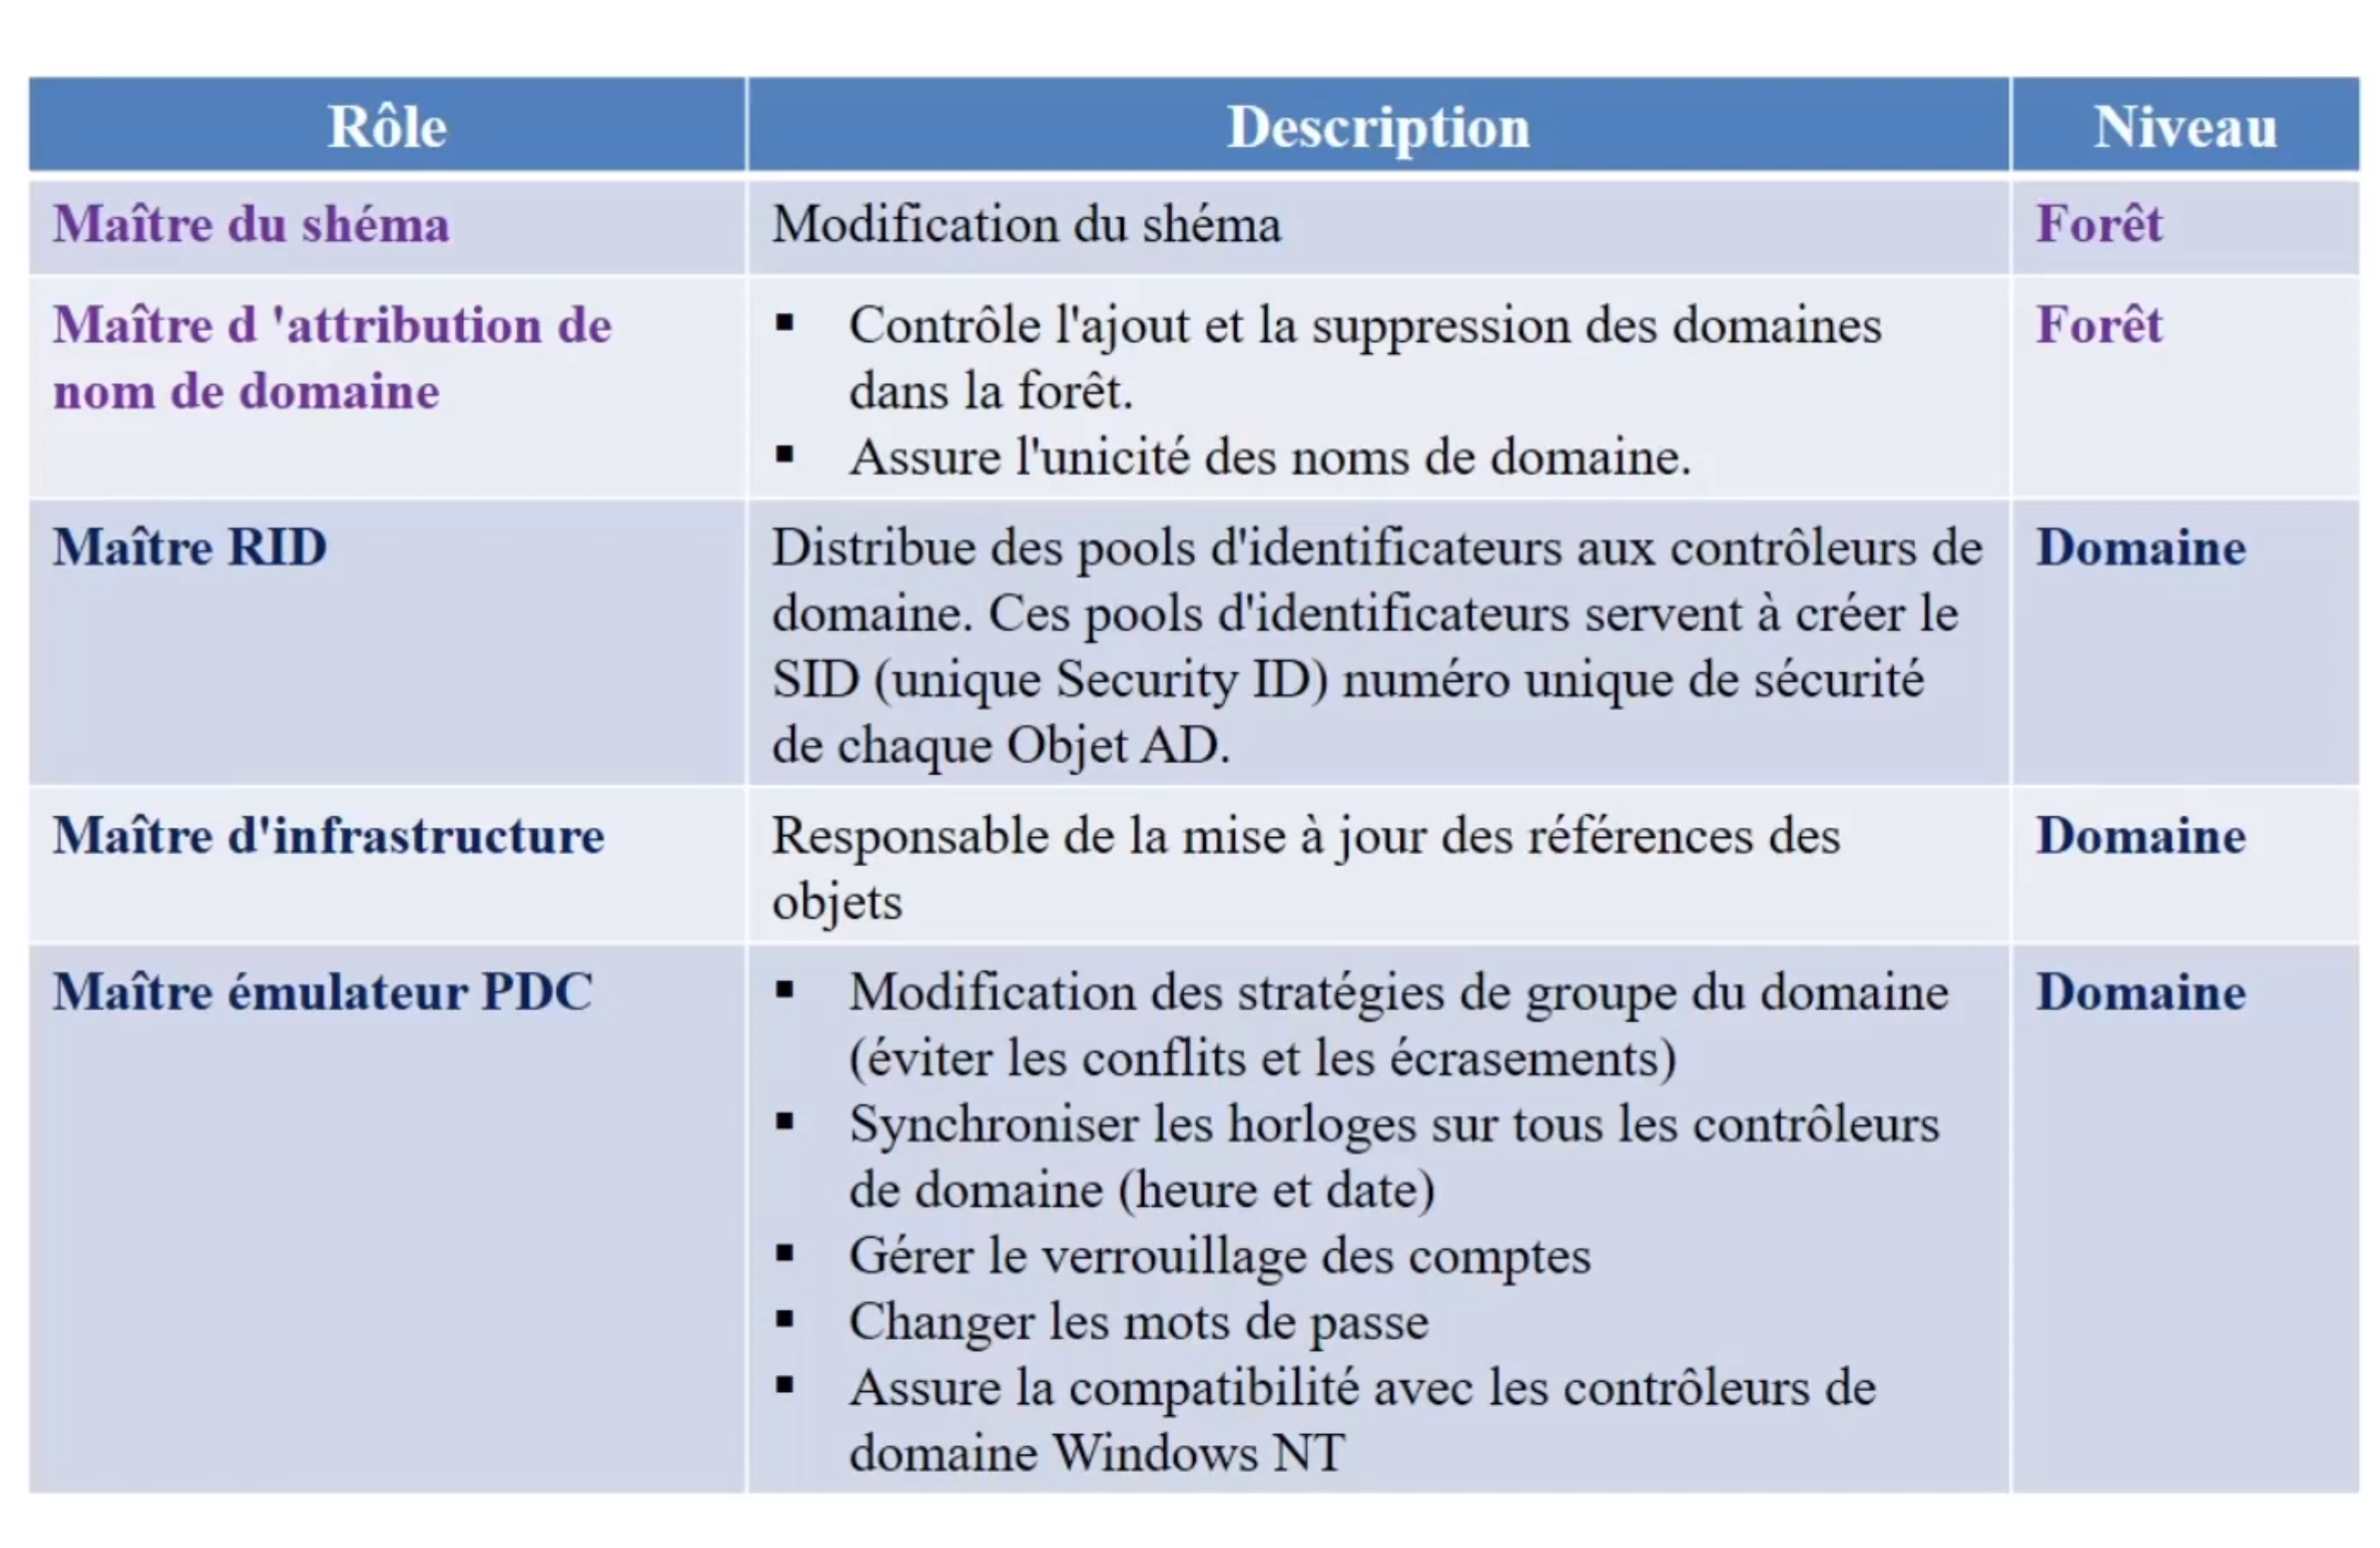 Rôle
Description
Niveau
Maître du shéma
Modification du shéma
Forêt
Maître d 'attribution de
nom de domaine
▪ Contrôle l'ajout et la suppression des domaines
dans la forêt.
▪ Assure l'unicité des noms de domaine.
Forêt
Maître RID
Distribue des pools d'identificateurs aux contrôleurs de
domaine. Ces pools d'identificateurs servent à créer le
SID (unique Security ID) numéro unique de sécurité
de chaque Objet AD.
Domaine
Maître d'infrastructure
Responsable de la mise à jour des références des
objets
Domaine
Maître émulateur PDC
▪ Modification des stratégies de groupe du domaine
(éviter les conflits et les écrasements)
▪ Synchroniser les horloges sur tous les contrôleurs
de domaine (heure et date)
▪ Gérer le verrouillage des comptes
▪ Changer les mots de passe
▪ Assure la compatibilité avec les contrôleurs de
domaine Windows NT
Domaine